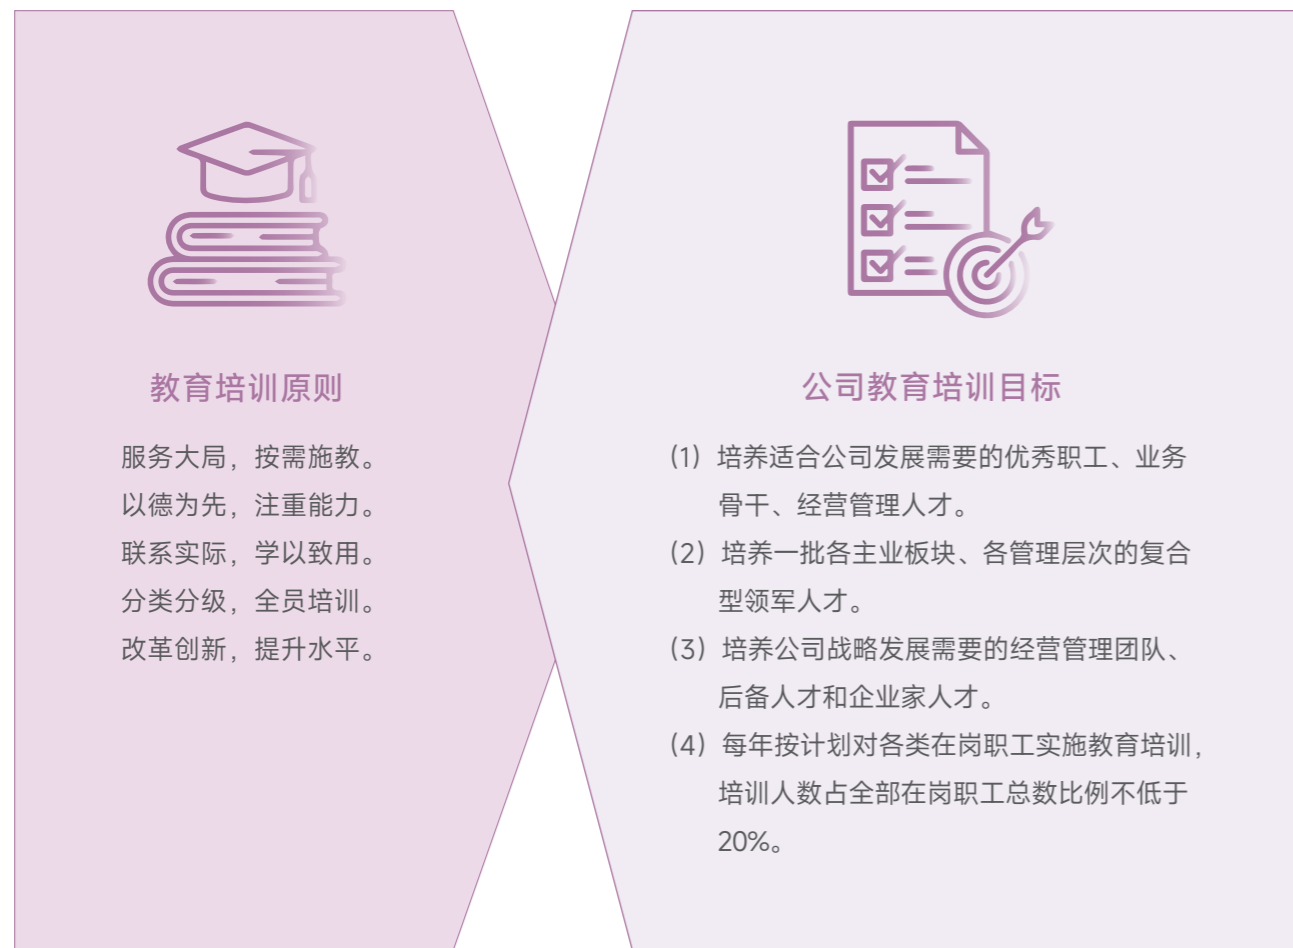 教育培训原则
服务大局，按需施教。
以德为先，注重能力。
联系实际，学以致用。
分类分级，全员培训。
改革创新，提升水平。
公司教育培训目标
（1）培养适合公司发展需要的优秀职工、业务
骨干、经营管理人才。
（2）培养一批各主业板块、各管理层次的复合
型领军人才。
（3）培养公司战略发展需要的经营管理团队、
后备人才和企业家人才。
（4）每年按计划对各类在岗职工实施教育培训，
培训人数占全部在岗职工总数比例不低于
20%。